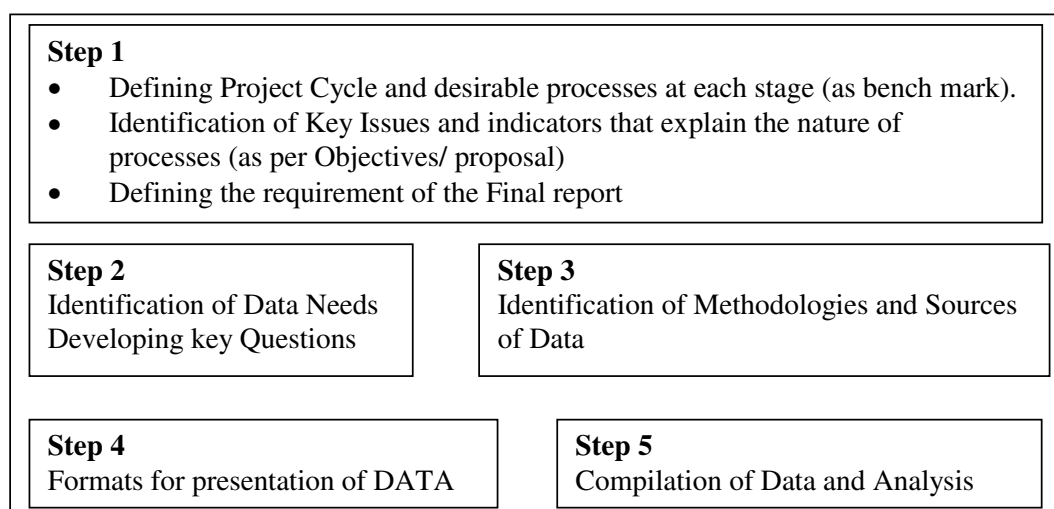 Step 1
• Defining Project Cycle and desirable processes at each stage (as bench mark).
• Identification of Key Issues and indicators that explain the nature of
processes (as per Objectives/ proposal)
• Defining the requirement of the Final report
Step 2
Identification of Data Needs
Developing key Questions
Step 3
Identification of Methodologies and Sources
of Data
Step 4
Formats for presentation of DATA
Step 5
Compilation of Data and Analysis